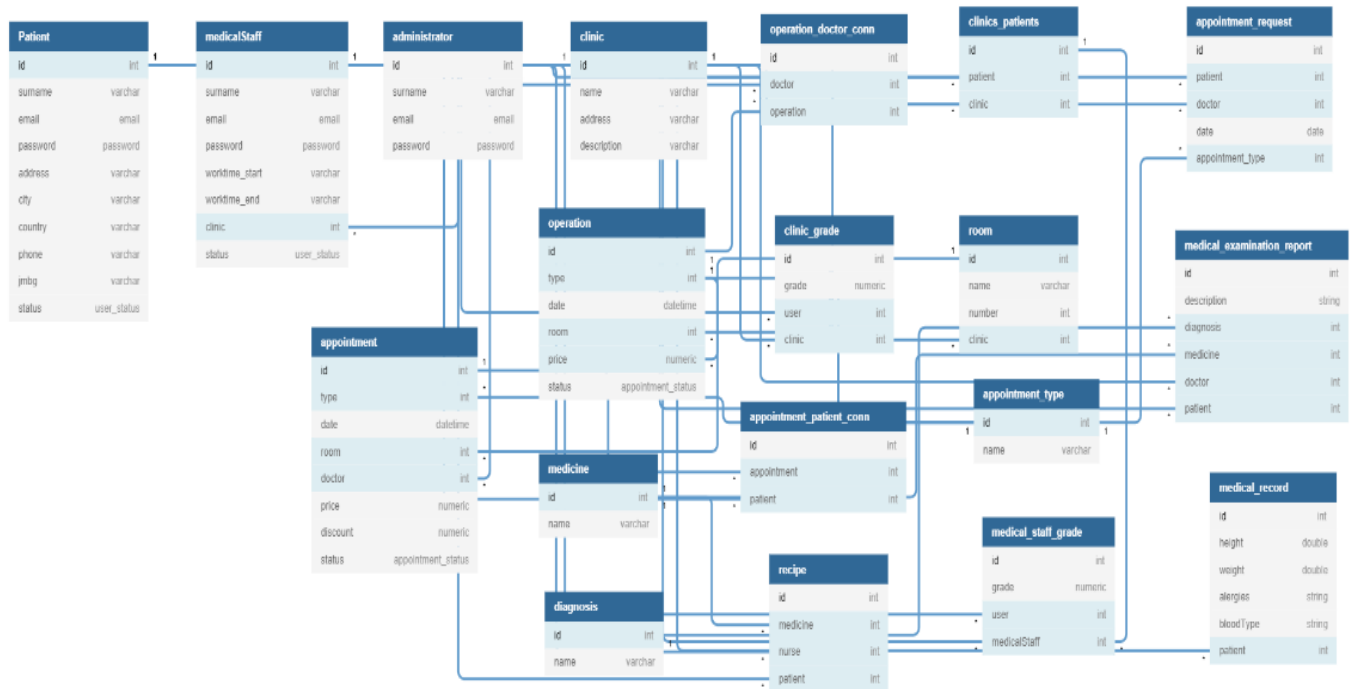 Patient
id int
surname varchar
email email
password password
address varchar
city varchar
country varchar
phone varchar
jmbg varchar
status user_status
medicalStaff
id int
surname varchar
email email
password password
worktime_start varchar
worktime_end varchar
clinic int
status user_status
administrator
id int
surname varchar
email email
password password
clinic
id int
name varchar
address varchar
description varchar
operation_doctor_conn
id int
doctor int
operation int
clinics_patients
id int
patient int
clinic int
appointment_request
id int
patient int
doctor int
date date
appointment_type int
operation
id int
type int
date datetime
room int
price numeric
status appointment_status
clinic_grade
id int
grade numeric
user int
clinic int
room
id int
name varchar
number int
clinic int
medical_examination_report
id int
description string
diagnosis int
medicine int
doctor int
patient int
appointment
id int
type int
date datetime
room int
doctor int
price numeric
discount numeric
status appointment_status
appointment_patient_conn
id int
appointment int
patient int
appointment_type
id int
name varchar
medicine
id int
name varchar
medical_record
id int
height double
weight double
alergies string
bloodType string
patient int
medical_staff_grade
id int
grade numeric
user int
medicalStaff int
recipe
id int
medicine int
nurse int
patient int
diagnosis
id int
name varchar